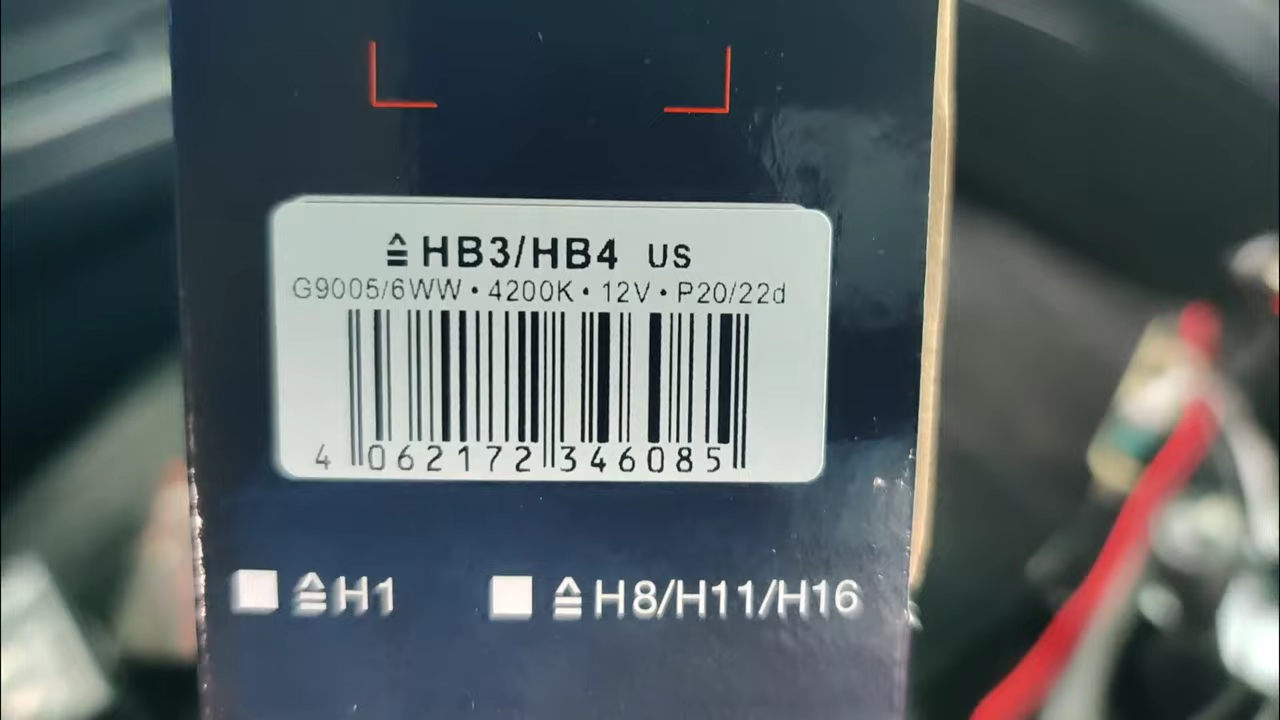 ≙ HB3/HB4 US
G9005/6WW • 4200K • 12V • P20/22d
4 062172 346085
≙H1
≙H8/H11/H16